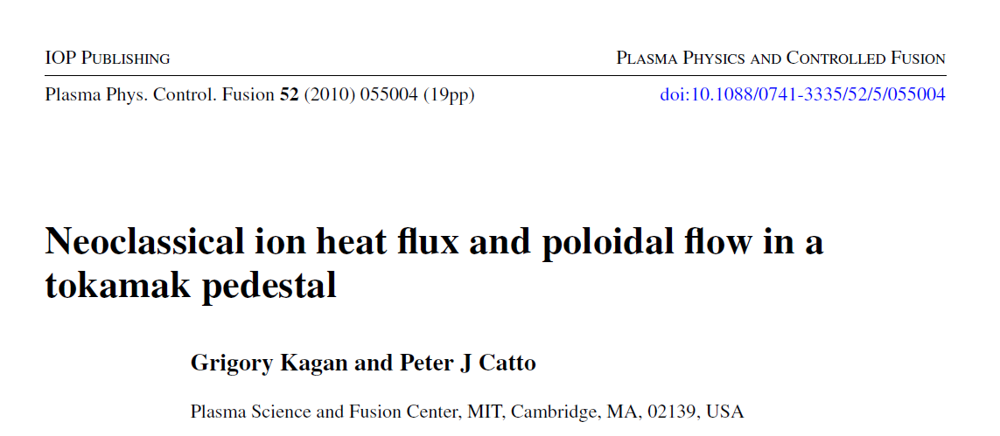 IOP PUBLISHING
PLASMA PHYSICS AND CONTROLLED FUSION
Plasma Phys. Control. Fusion 52 (2010) 055004 (19pp)
doi:10.1088/0741-3335/52/5/055004
Neoclassical ion heat flux and poloidal flow in a
tokamak pedestal
Grigory Kagan and Peter J Catto
Plasma Science and Fusion Center, MIT, Cambridge, MA, 02139, USA